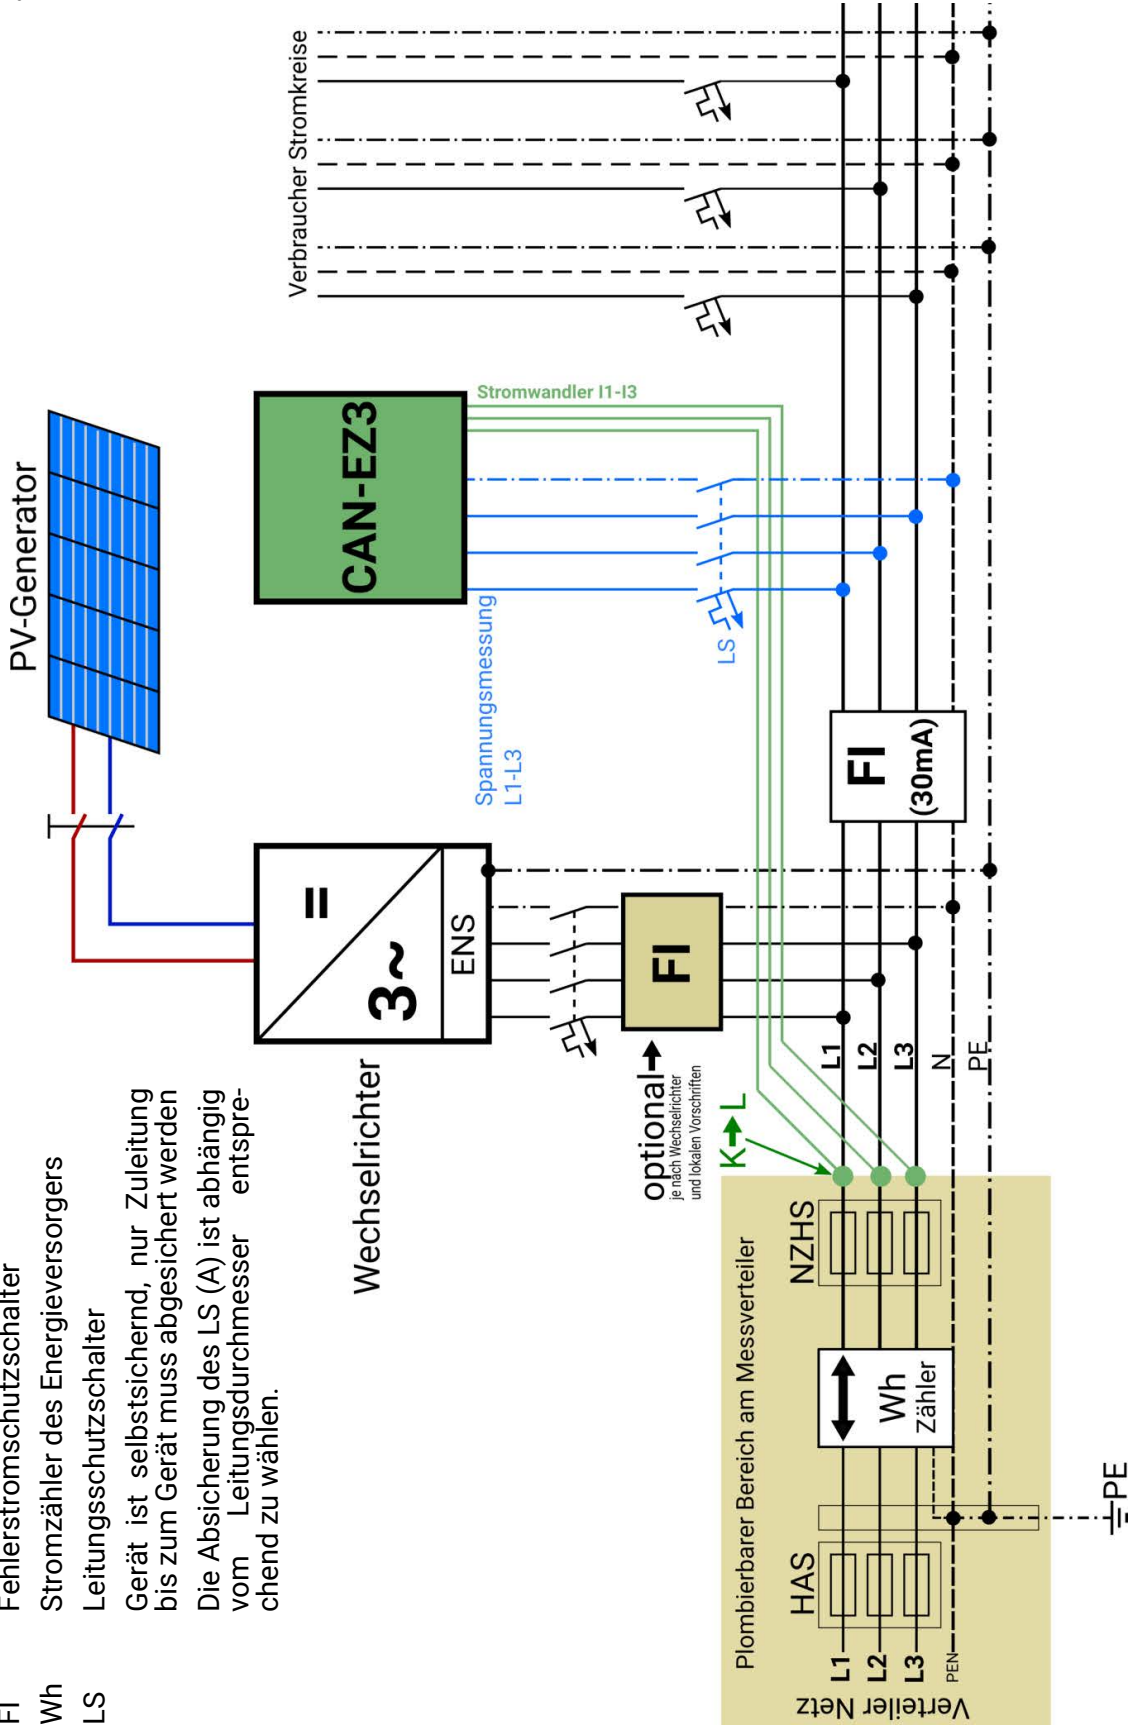 FI Fehlerstromschutzschalter
Wh Stromzähler des Energieversorgers
LS Leitungsschutzschalter
Gerät ist selbstsichernd, nur Zuleitung
bis zum Gerät muss abgesichert werden
Die Absicherung des LS (A) ist abhängig
vom Leitungsdurchmesser entspre-
chend zu wählen.
PV-Generator
Wechselrichter
=
3~
ENS
CAN-EZ3
Stromwandler I1-I3
Spannungsmessung
L1-L3
LS
Verbraucher Stromkreise
optional
je nach Wechselrichter
und lokalen Vorschriften
FI
K→L
FI
(30mA)
L1
L2
L3
N
PE
Plombierbarer Bereich am Messverteiler
HAS
Wh
Zähler
NZHS
L1
L2
L3
PEN
Verteiler Netz
PE